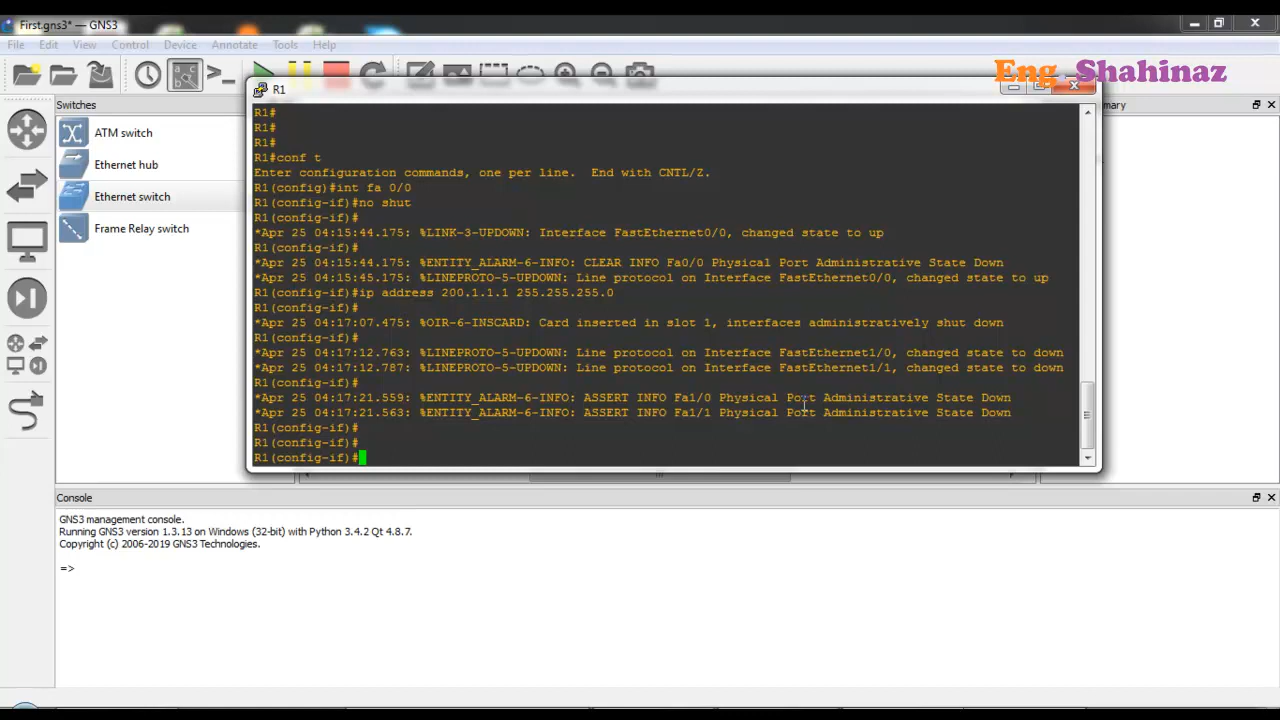 First.gns3* — GNS3
File Edit View Control Device Annotate Tools Help
Eng_Shahinaz
Switches
ATM switch
Ethernet hub
Ethernet switch
Frame Relay switch
R1
R1#
R1#
R1#
R1#conf t
Enter configuration commands, one per line.  End with CNTL/Z.
R1(config)#int fa 0/0
R1(config-if)#no shut
R1(config-if)#
*Apr 25 04:15:44.175: %LINK-3-UPDOWN: Interface FastEthernet0/0, changed state to up
R1(config-if)#
*Apr 25 04:15:44.175: %ENTITY_ALARM-6-INFO: CLEAR INFO Fa0/0 Physical Port Administrative State Down
*Apr 25 04:15:45.175: %LINEPROTO-5-UPDOWN: Line protocol on Interface FastEthernet0/0, changed state to up
R1(config-if)#ip address 200.1.1.1 255.255.255.0
R1(config-if)#
*Apr 25 04:17:07.475: %OIR-6-INSCARD: Card inserted in slot 1, interfaces administratively shut down
R1(config-if)#
*Apr 25 04:17:12.763: %LINEPROTO-5-UPDOWN: Line protocol on Interface FastEthernet1/0, changed state to down
*Apr 25 04:17:12.787: %LINEPROTO-5-UPDOWN: Line protocol on Interface FastEthernet1/1, changed state to down
R1(config-if)#
*Apr 25 04:17:21.559: %ENTITY_ALARM-6-INFO: ASSERT INFO Fa1/0 Physical Port Administrative State Down
*Apr 25 04:17:21.563: %ENTITY_ALARM-6-INFO: ASSERT INFO Fa1/1 Physical Port Administrative State Down
R1(config-if)#
R1(config-if)#
R1(config-if)#
mary
Console
GNS3 management console.
Running GNS3 version 1.3.13 on Windows (32-bit) with Python 3.4.2 Qt 4.8.7.
Copyright (c) 2006-2019 GNS3 Technologies.
=>